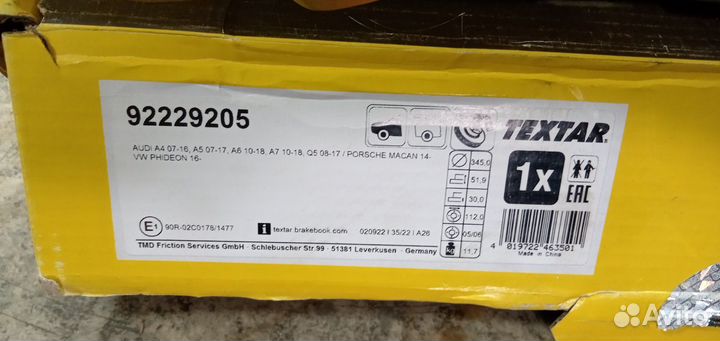 92229205
AUDI A4 07-16, A5 07-17, A6 10-18, A7 10-18, Q5 08-17 / PORSCHE MACAN 14-
VW PHIDEON 16-
TEXTAR®
345,0
51,9
30,0
112,0
05/06
KG 11,7
1x
EAC
E1 90R-02C0178/1477
i textar brakebook.com
020922 I 35/22 I A26
TMD Friction Services GmbH · Schlebuscher Str.99 · 51381 Leverkusen · Germany
4 019722 463501
Made in China
Avito